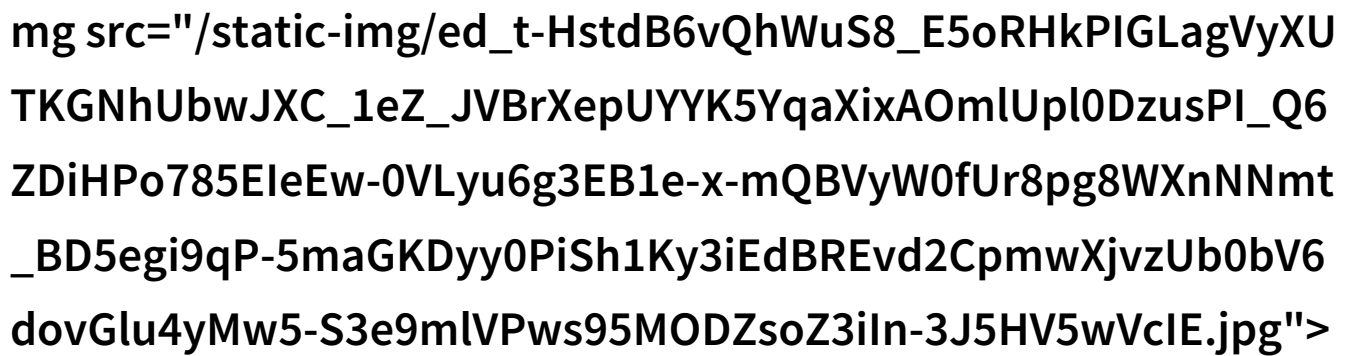 mg src="/static-img/ed_t-HstdB6vQhWuS8_E5oRHkPIGLagVyXU
TKGNhUbwJXC_1eZ_JVBrXepUYYK5YqaXixAOmlUpl0DzusPI_Q6
ZDiHPo785EIeEw-0VLyu6g3EB1e-x-mQBVyW0fUr8pg8WXnNNmt
_BD5egi9qP-5maGKDyy0PiSh1Ky3iEdBREvd2CpmwXjvzUb0bV6
dovGlu4yMw5-S3e9mlVPws95MODZsoZ3iIn-3J5HV5wVcIE.jpg">